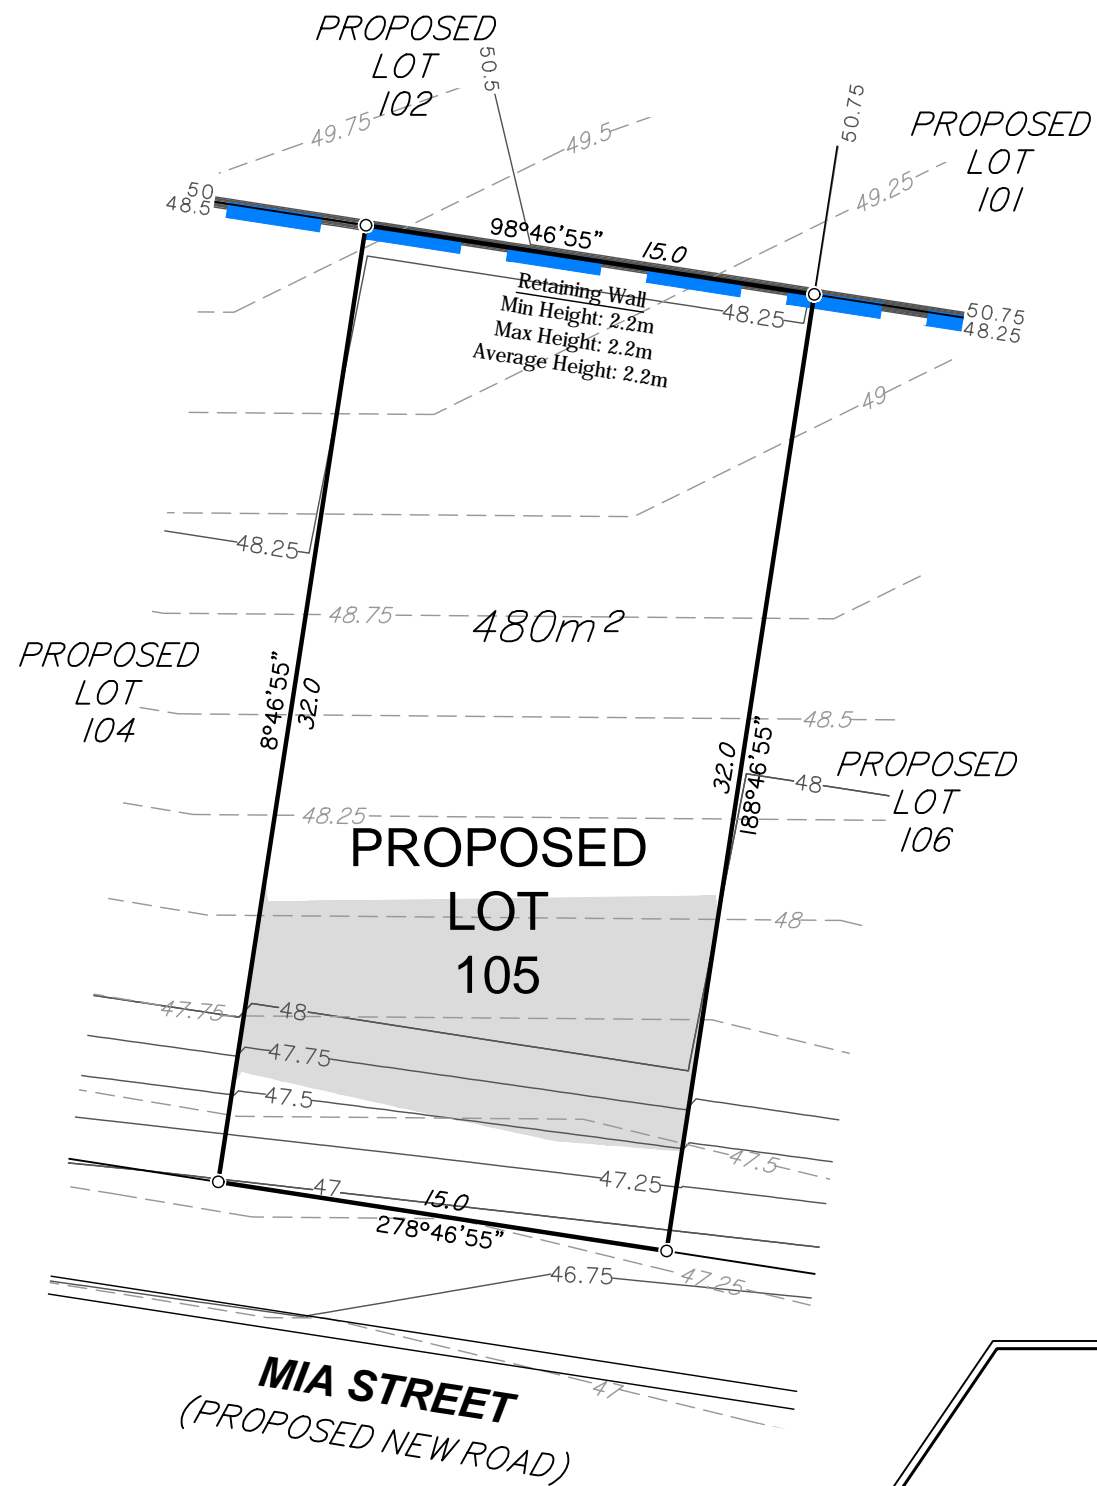 PROPOSED
LOT
102
50.5
50.75
PROPOSED
LOT
101
49.75
49.5
49.25
50
48.5
98°46'55"
15.0
50.75
48.25
Retaining Wall
Min Height: 2.2m
Max Height: 2.2m
Average Height: 2.2m
48.25
49
48.25
48.75
480m²
PROPOSED
LOT
104
8°46'55"
32.0
48.5
32.0
188°46'55"
48
PROPOSED
LOT
106
48.25
PROPOSED
LOT
105
48
47.75
48
47.75
47.5
47.5
47.25
47
15.0
278°46'55"
46.75
47.25
MIA STREET
47
(PROPOSED NEW ROAD)